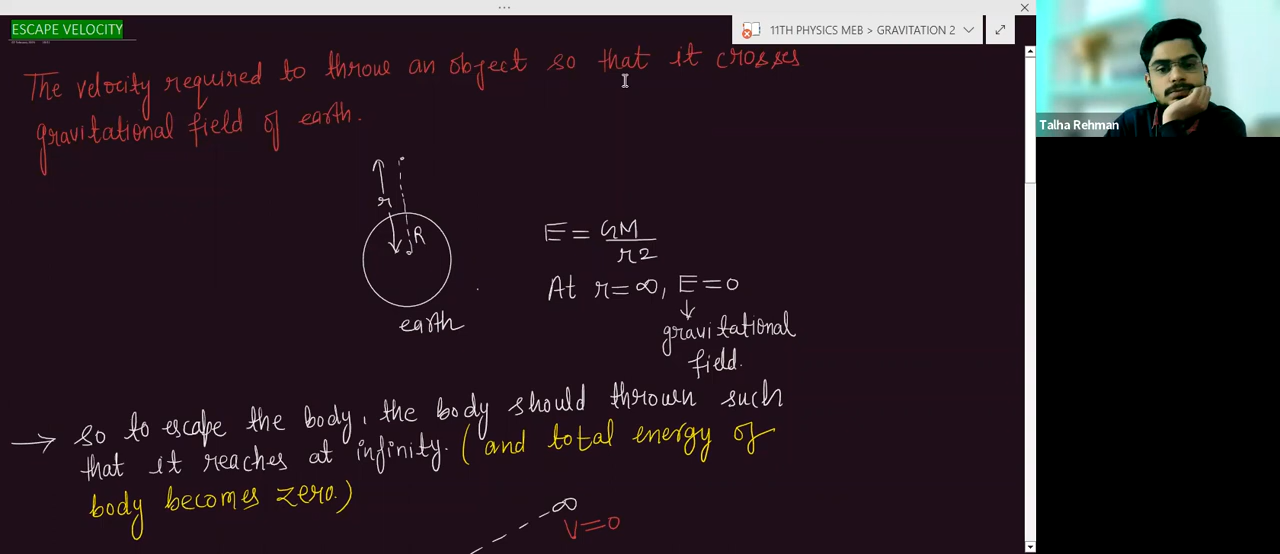 ESCAPE VELOCITY
11TH PHYSICS MEB > GRAVITATION 2
Talha Rehman
The velocity required to throw an object so that it crosses
gravitational field of earth.
r
R
earth
E = GM
r2
At r = ∞, E = 0
gravitational
field.
→ so to escape the body, the body should thrown such
that it reaches at infinity. (and total energy of
body becomes zero.)
∞
V=0